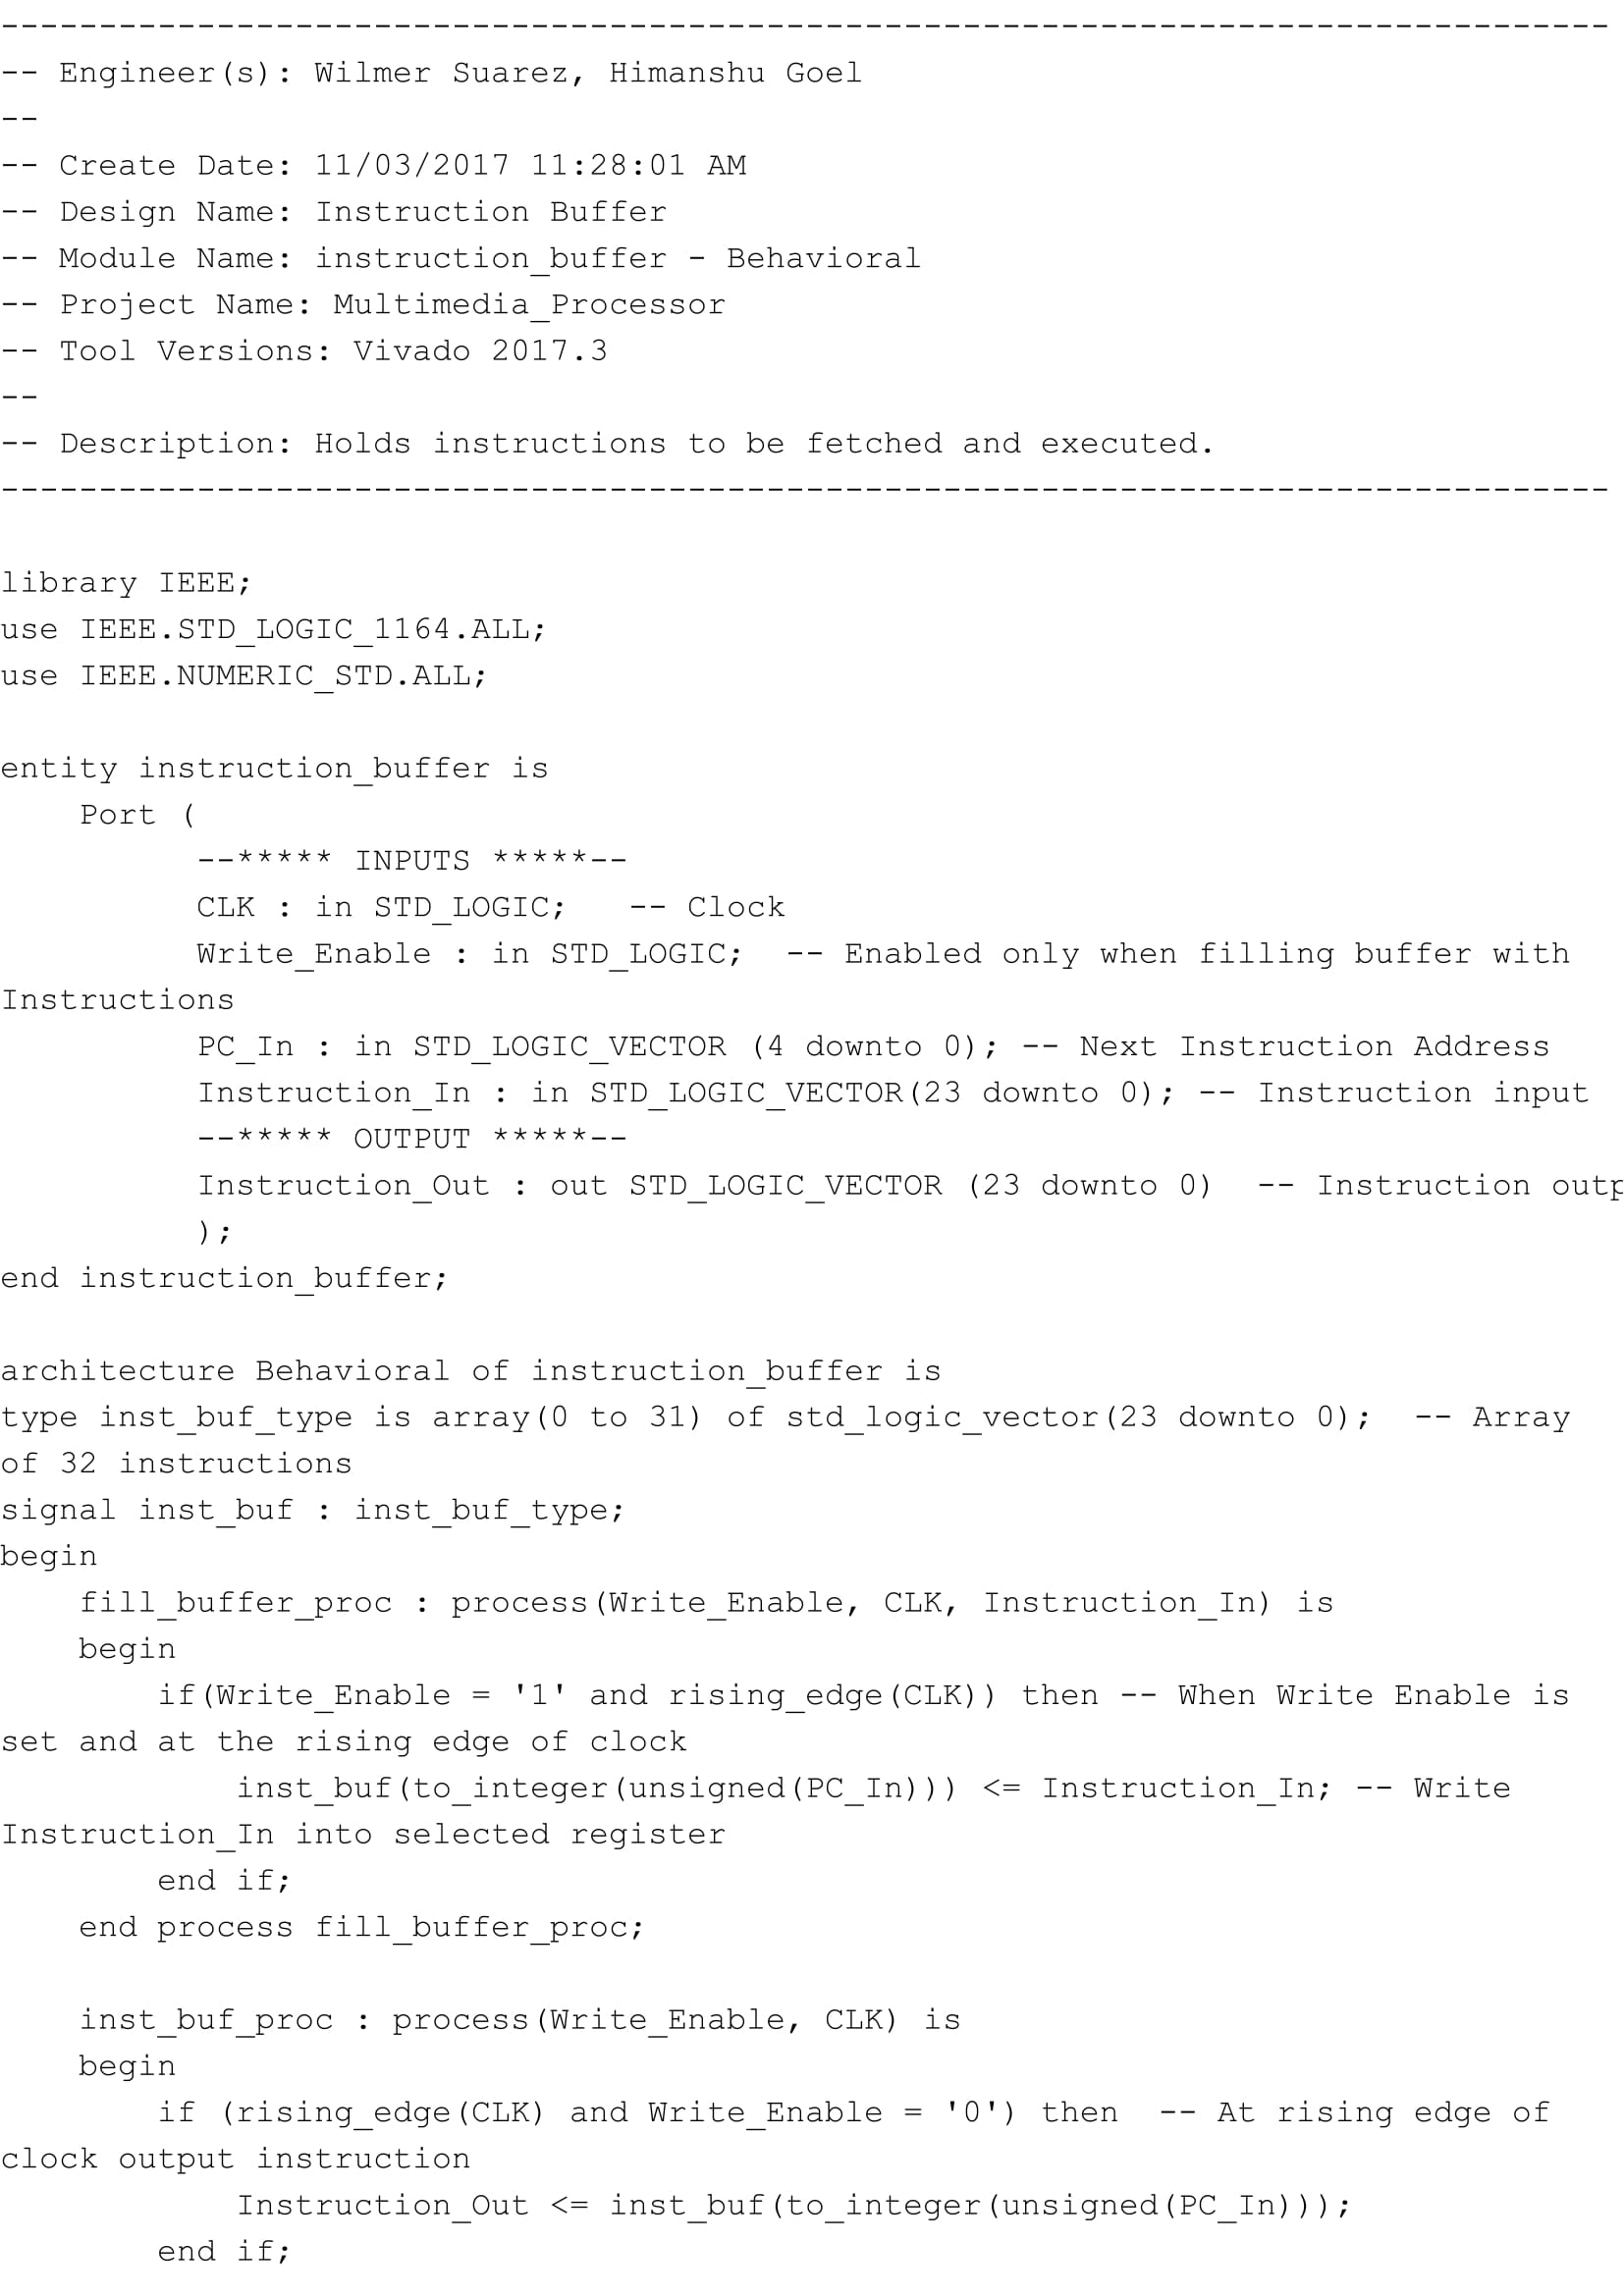 ----------------------------------------------------------------------------------
-- Engineer(s): Wilmer Suarez, Himanshu Goel
--
-- Create Date: 11/03/2017 11:28:01 AM
-- Design Name: Instruction Buffer
-- Module Name: instruction_buffer - Behavioral
-- Project Name: Multimedia_Processor
-- Tool Versions: Vivado 2017.3
--
-- Description: Holds instructions to be fetched and executed.
----------------------------------------------------------------------------------

library IEEE;
use IEEE.STD_LOGIC_1164.ALL;
use IEEE.NUMERIC_STD.ALL;

entity instruction_buffer is
    Port (
          --***** INPUTS *****--
          CLK : in STD_LOGIC;   -- Clock
          Write_Enable : in STD_LOGIC;  -- Enabled only when filling buffer with
Instructions
          PC_In : in STD_LOGIC_VECTOR (4 downto 0); -- Next Instruction Address
          Instruction_In : in STD_LOGIC_VECTOR(23 downto 0); -- Instruction input
          --***** OUTPUT *****--
          Instruction_Out : out STD_LOGIC_VECTOR (23 downto 0)  -- Instruction outp
          );
end instruction_buffer;

architecture Behavioral of instruction_buffer is
type inst_buf_type is array(0 to 31) of std_logic_vector(23 downto 0);  -- Array
of 32 instructions
signal inst_buf : inst_buf_type;
begin
    fill_buffer_proc : process(Write_Enable, CLK, Instruction_In) is
    begin
        if(Write_Enable = '1' and rising_edge(CLK)) then -- When Write Enable is
set and at the rising edge of clock
            inst_buf(to_integer(unsigned(PC_In))) <= Instruction_In; -- Write
Instruction_In into selected register
        end if;
    end process fill_buffer_proc;

    inst_buf_proc : process(Write_Enable, CLK) is
    begin
        if (rising_edge(CLK) and Write_Enable = '0') then  -- At rising edge of
clock output instruction
            Instruction_Out <= inst_buf(to_integer(unsigned(PC_In)));
        end if;